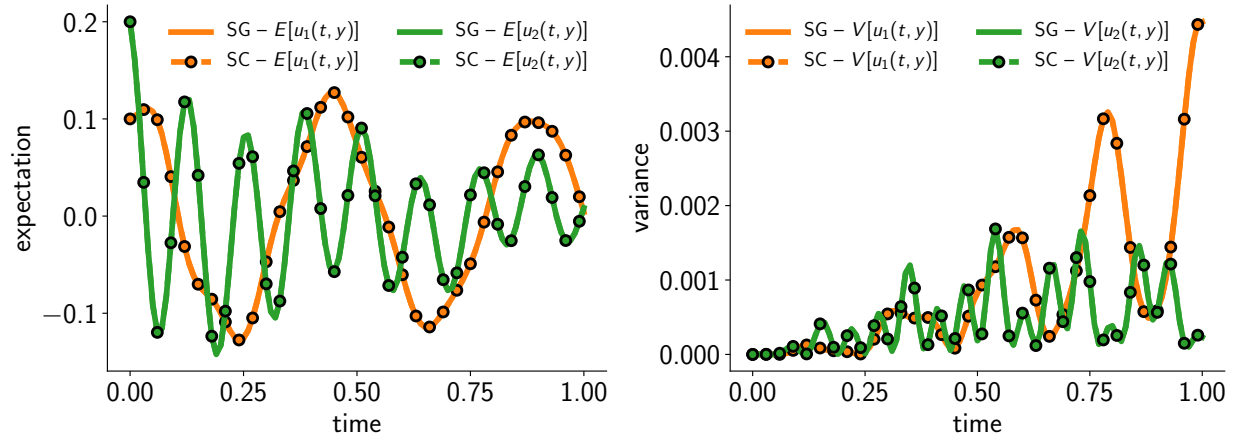 SG − E[u₁(t, y)]
SC − E[u₁(t, y)]
SG − E[u₂(t, y)]
SC − E[u₂(t, y)]
expectation
0.2
0.1
0.0
−0.1
0.00 0.25 0.50 0.75 1.00
time
SG − V[u₁(t, y)]
SC − V[u₁(t, y)]
SG − V[u₂(t, y)]
SC − V[u₂(t, y)]
variance
0.004
0.003
0.002
0.001
0.000
0.00 0.25 0.50 0.75 1.00
time